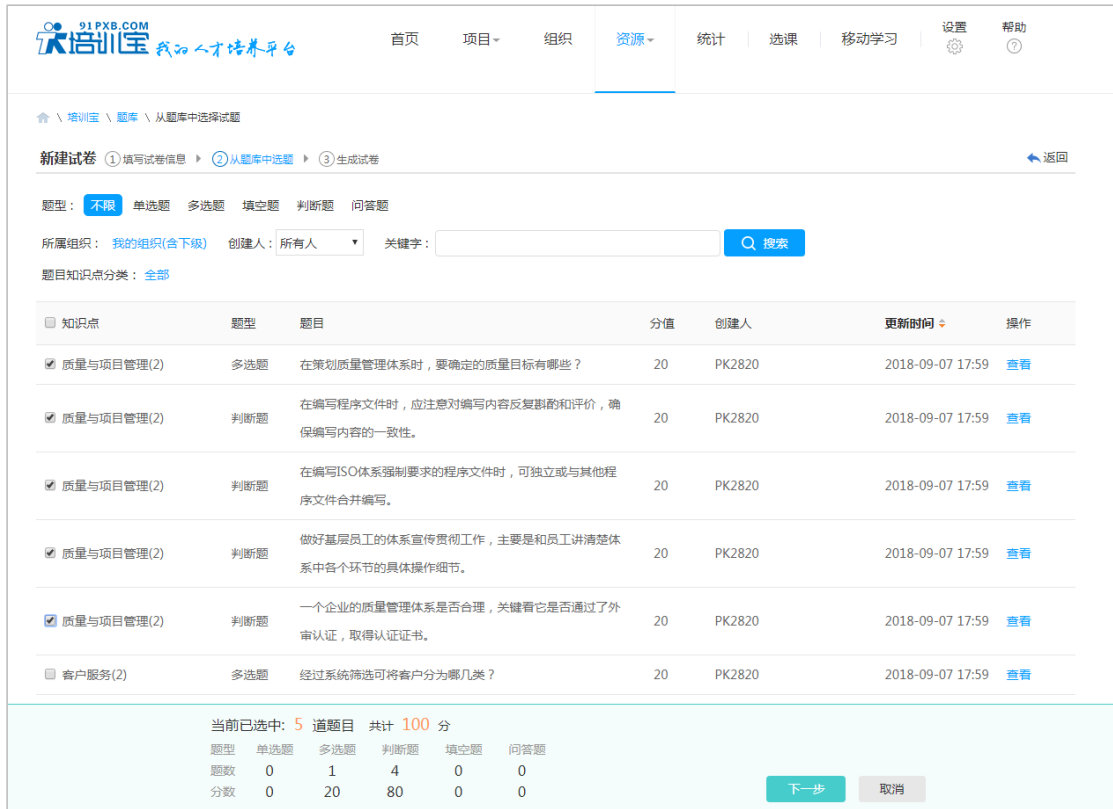 91PXB.COM
培训宝 我的人才培养平台
首页 项目 组织 资源 统计 选课 移动学习 设置 帮助
\ 培训宝 \ 题库 \ 从题库中选择试题
新建试卷 1 填写试卷信息 2 从题库中选题 3 生成试卷 返回
题型： 不限 单选题 多选题 填空题 判断题 问答题
所属组织： 我的组织(含下级) 创建人： 所有人 关键字： 搜索
题目知识点分类： 全部
知识点 题型 题目 分值 创建人 更新时间 操作
质量与项目管理(2) 多选题 在策划质量管理体系时，要确定的质量目标有哪些？ 20 PK2820 2018-09-07 17:59 查看
在编写程序文件时，应注意对编写内容反复斟酌和评价，确
质量与项目管理(2) 判断题 20 PK2820 2018-09-07 17:59 查看
保编写内容的一致性。
在编写ISO体系强制要求的程序文件时，可独立或与其他程
质量与项目管理(2) 判断题 20 PK2820 2018-09-07 17:59 查看
序文件合并编写。
做好基层员工的体系宣传贯彻工作，主要是和员工讲清楚体
质量与项目管理(2) 判断题 20 PK2820 2018-09-07 17:59 查看
系中各个环节的具体操作细节。
一个企业的质量管理体系是否合理，关键看它是否通过了外
质量与项目管理(2) 判断题 20 PK2820 2018-09-07 17:59 查看
审认证，取得认证证书。
客户服务(2) 多选题 经过系统筛选可将客户分为哪几类？ 20 PK2820 2018-09-07 17:59 查看
当前已选中: 5 道题目 共计 100 分
题型 单选题 多选题 判断题 填空题 问答题
题数 0 1 4 0 0
分数 0 20 80 0 0
下一步 取消